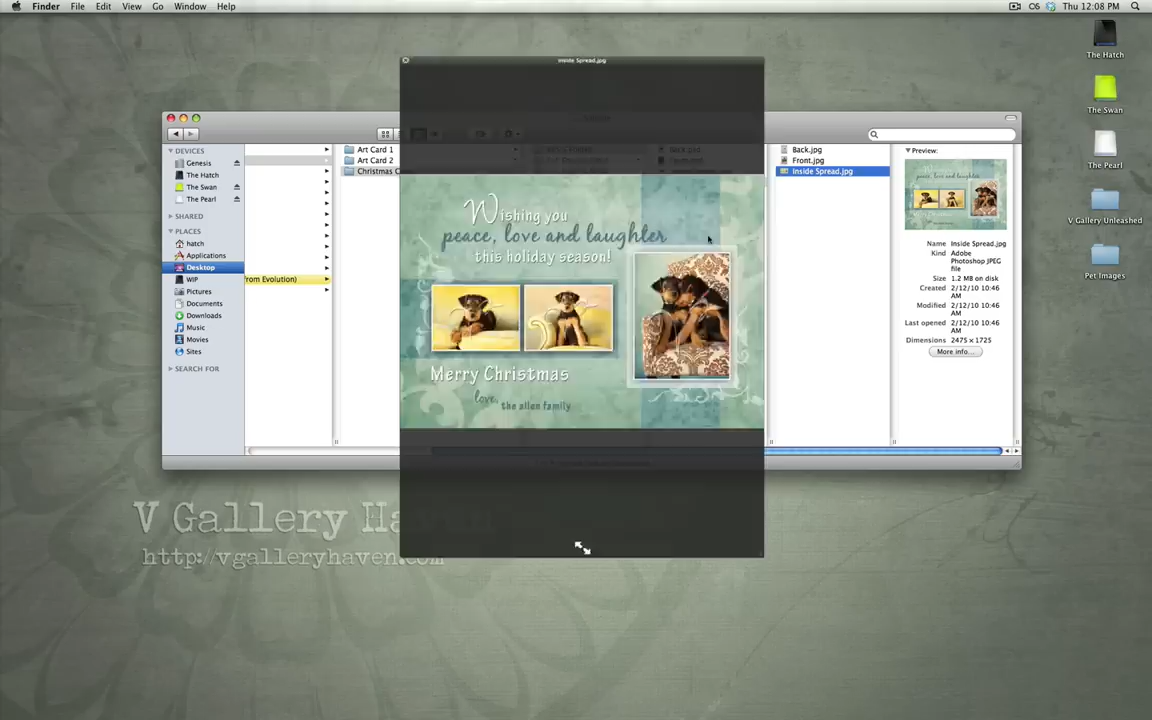 Finder File Edit View Go Window Help
OS Thu 12:08 PM
The Hatch
The Swan
The Pearl
V Gallery Unleashed
Pet Images
Inside Spread.jpg
DEVICES
Genesis
The Hatch
The Swan
The Pearl
SHARED
PLACES
hatch
Applications
Desktop
WIP
Pictures
Documents
Downloads
Music
Movies
Sites
SEARCH FOR
rom Evolution)
Art Card 1
Art Card 2
Christmas C
Back.jpg
Front.jpg
Inside Spread.jpg
Preview:
Name Inside Spread.jpg
Kind Adobe
Photoshop JPEG
file
Size 1.2 MB on disk
Created 2/12/10 10:46
AM
Modified 2/12/10 10:46
AM
Last opened 2/12/10 10:46
AM
Dimensions 2475 x 1725
More info...
Wishing you
peace, love and laughter
this holiday season!
Merry Christmas
love,
the allen family
V Gallery Haven
http://vgalleryhaven.com